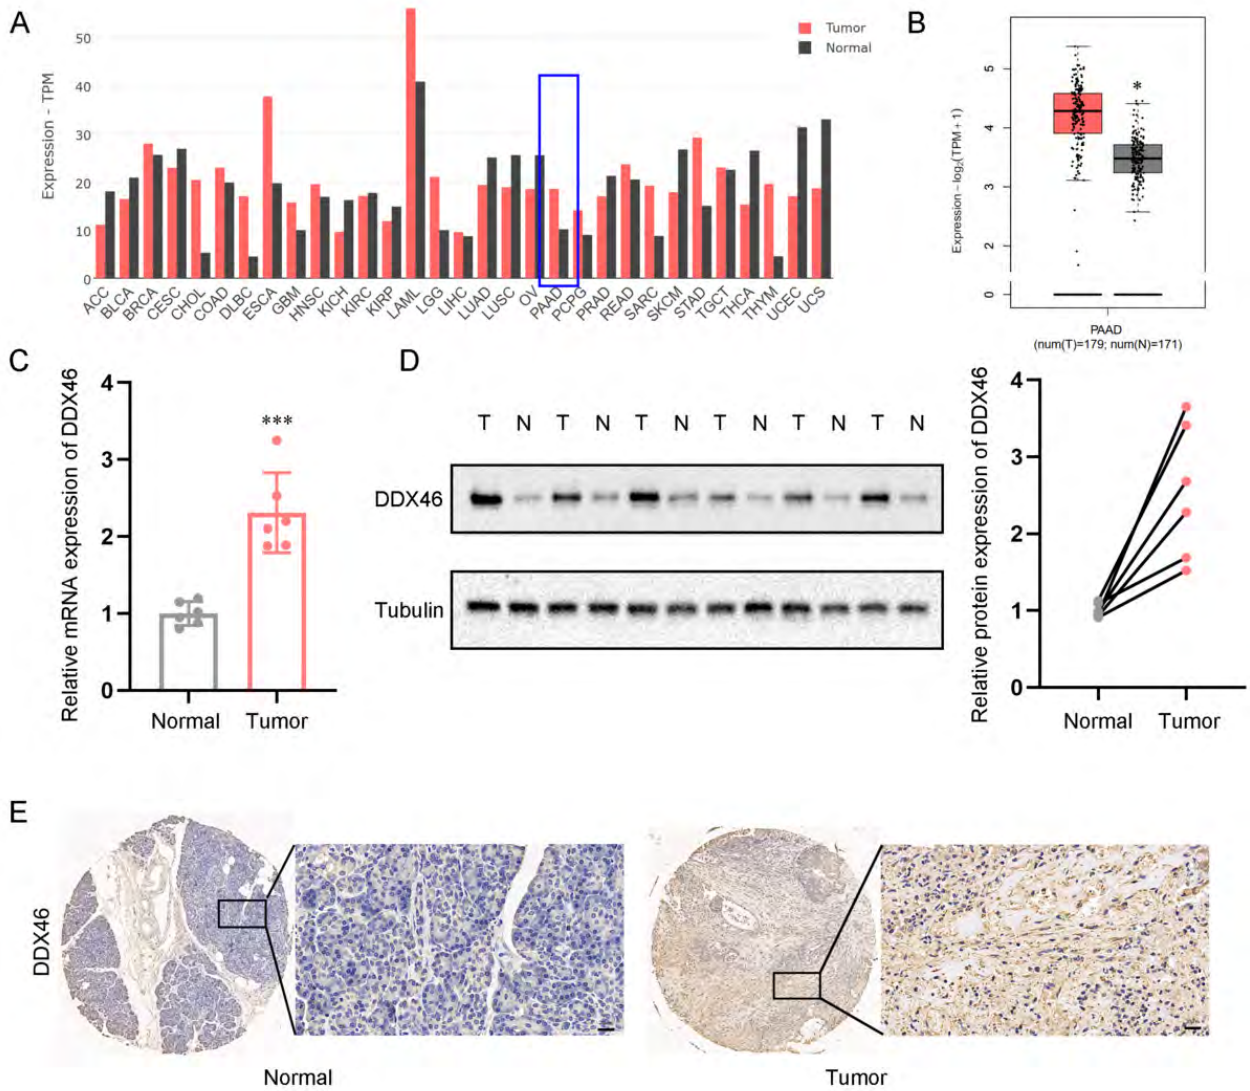 A
Expression - TPM
50
40
30
20
10
0
Tumor
Normal
ACC
BLCA
BRCA
CESC
CHOL
COAD
DLBC
ESCA
GBM
HNSC
KICH
KIRC
KIRP
LAML
LGG
LIHC
LUAD
LUSC
OV
PAAD
PCPG
PRAD
READ
SARC
SKCM
STAD
TGCT
THCA
THYM
UCEC
UCS
B
Expression − log2(TPM + 1)
5
4
3
2
0
*
PAAD
(num(T)=179; num(N)=171)
C
Relative mRNA expression of DDX46
4
3
2
1
0
***
Normal Tumor
D
T N T N T N T N T N T N
DDX46
Tubulin
Relative protein expression of DDX46
4
3
2
1
0
Normal Tumor
E
DDX46
Normal
Tumor